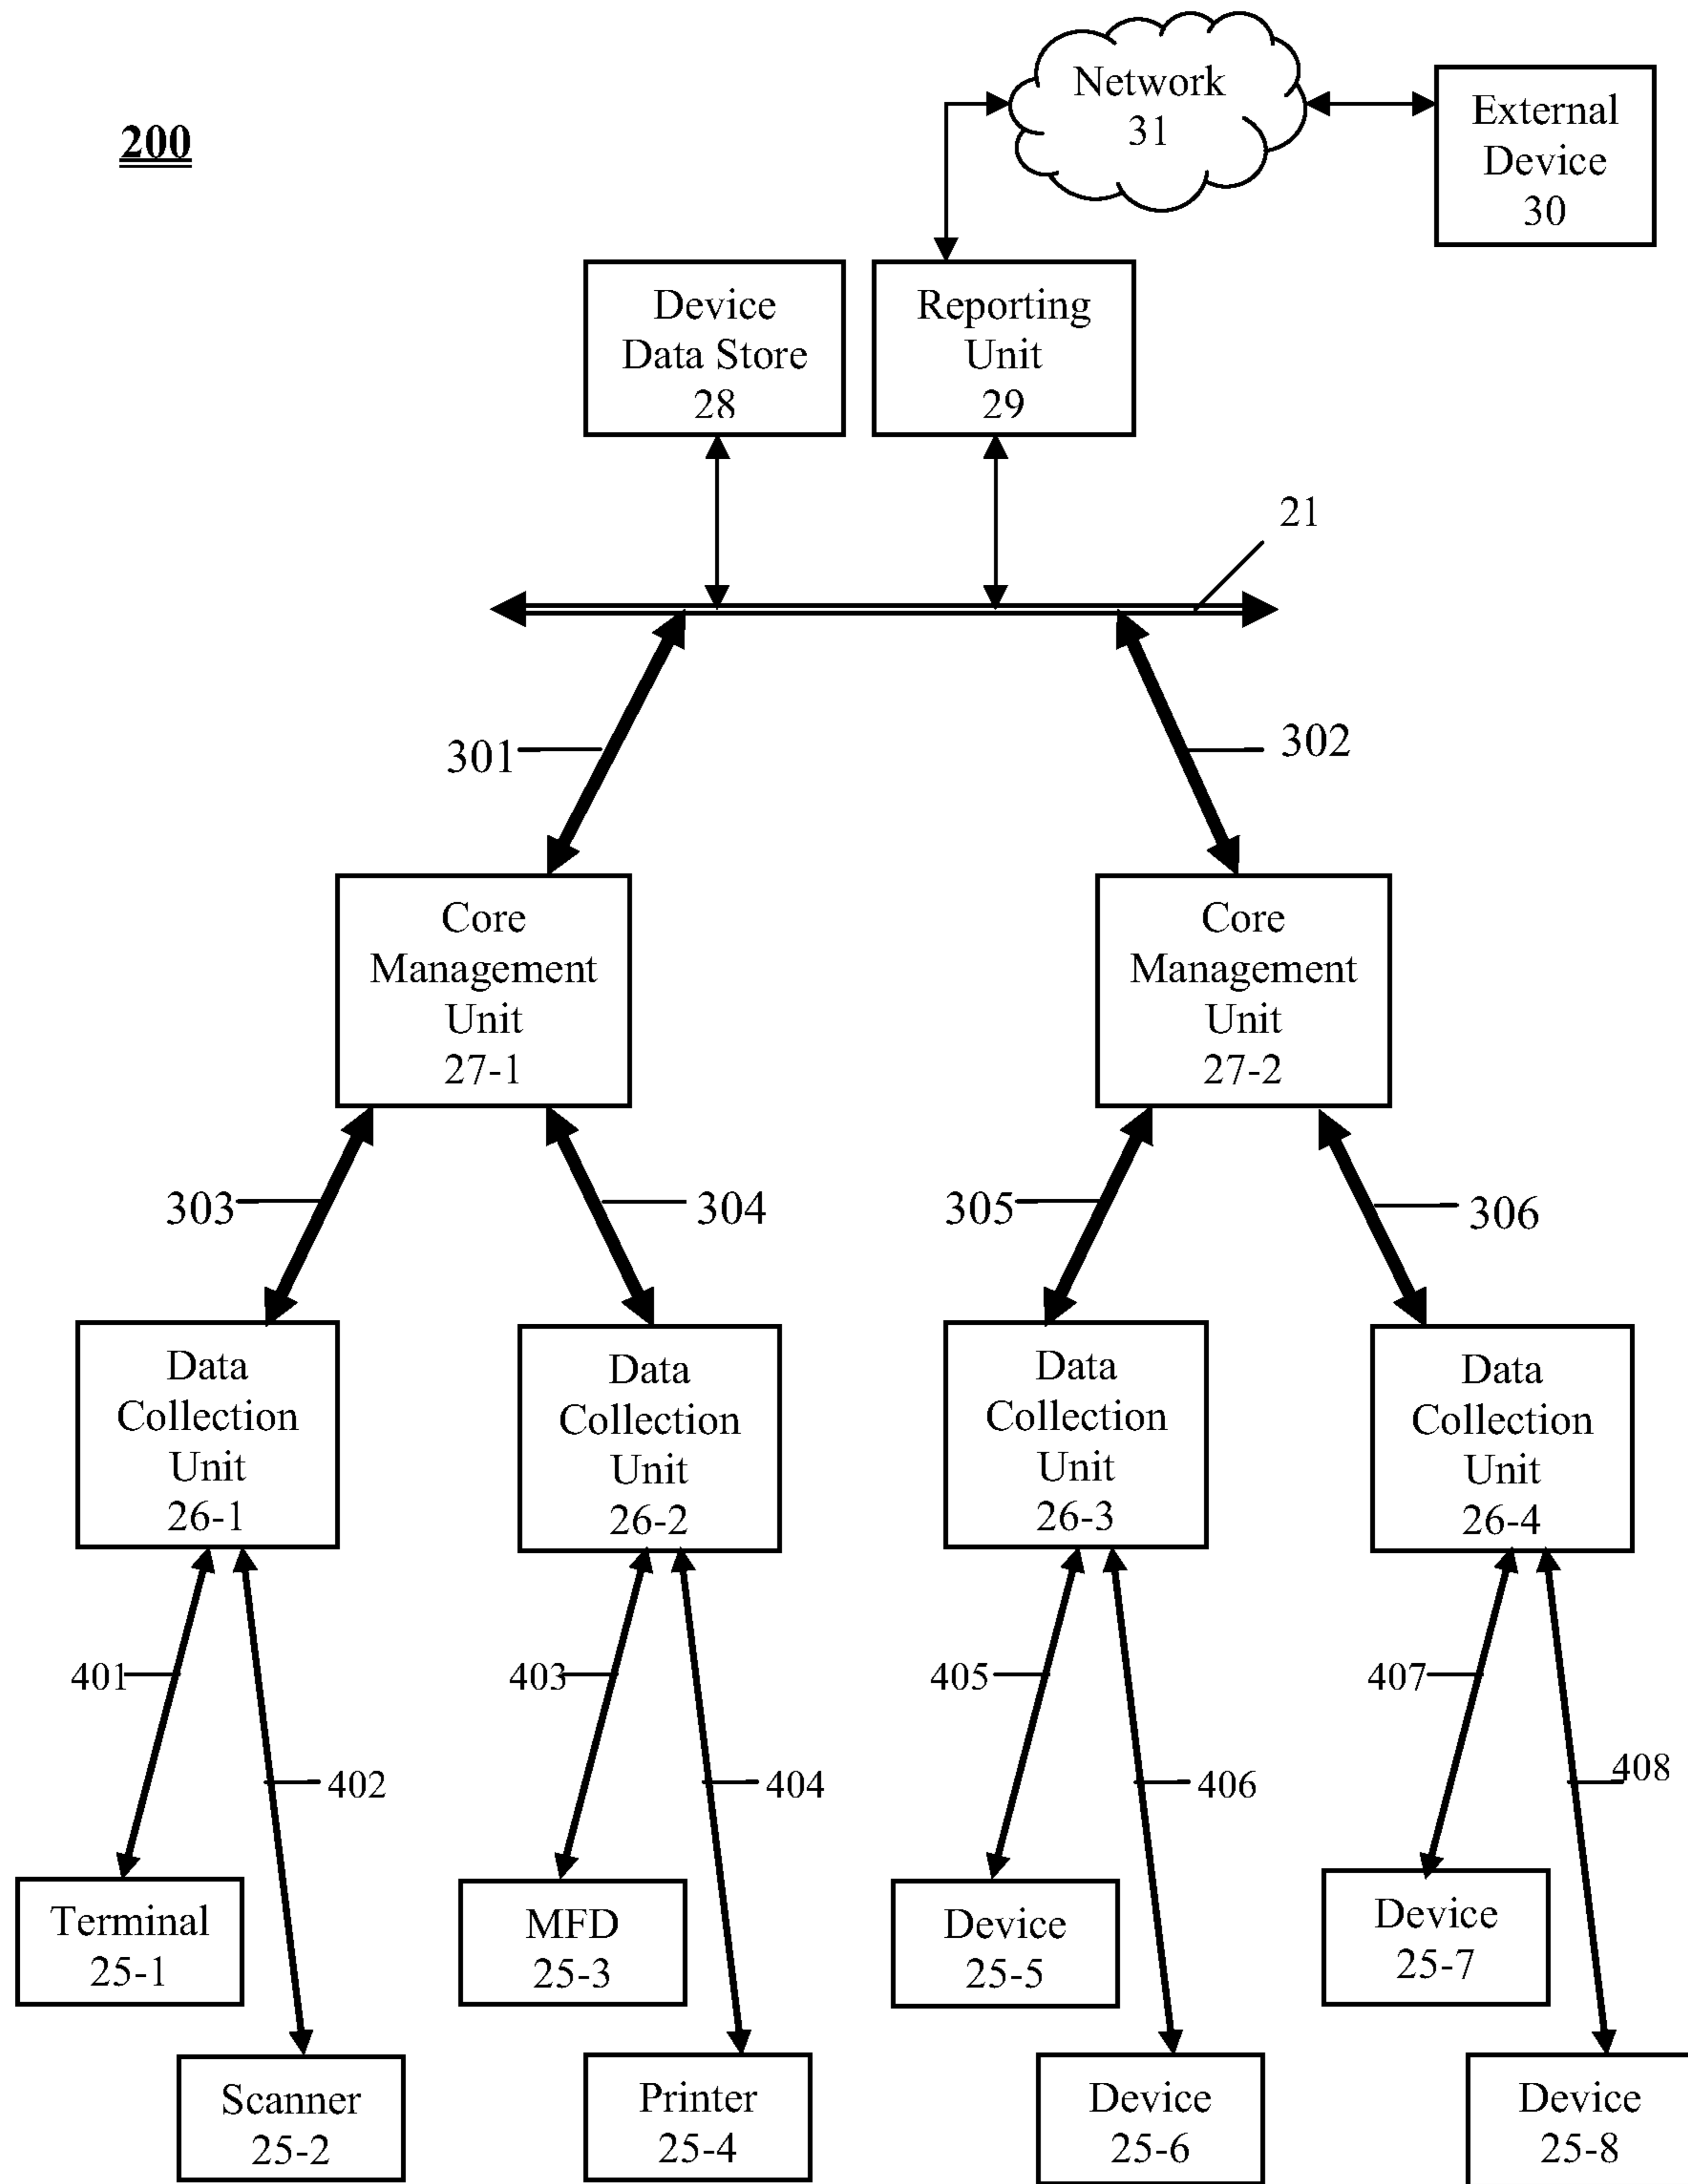 200
Network
31
External
Device
30
Device
Data Store
28
Reporting
Unit
29
21
301
302
Core
Management
Unit
27-1
Core
Management
Unit
27-2
303
304
305
306
Data
Collection
Unit
26-1
Data
Collection
Unit
26-2
Data
Collection
Unit
26-3
Data
Collection
Unit
26-4
401
402
403
404
405
406
407
408
Terminal
25-1
Scanner
25-2
MFD
25-3
Printer
25-4
Device
25-5
Device
25-6
Device
25-7
Device
25-8